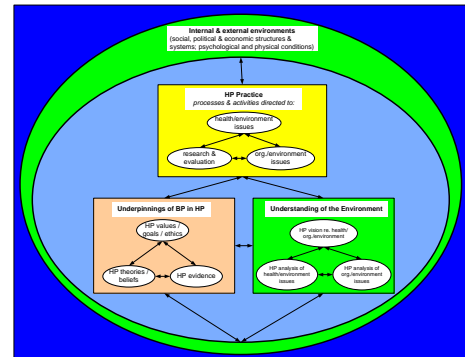 Internal & external environments
(social, political & economic structures &
systems; psychological and physical conditions)
HP Practice
processes & activities directed to:
health/environment
issues
research &
evaluation
org./environment
issues
Underpinnings of BP in HP
HP values /
goals / ethics
HP theories /
beliefs
HP evidence
Understanding of the Environment
HP vision re. health/
org./environment
HP analysis of
health/environment
issues
HP analysis of
org./environment
issues